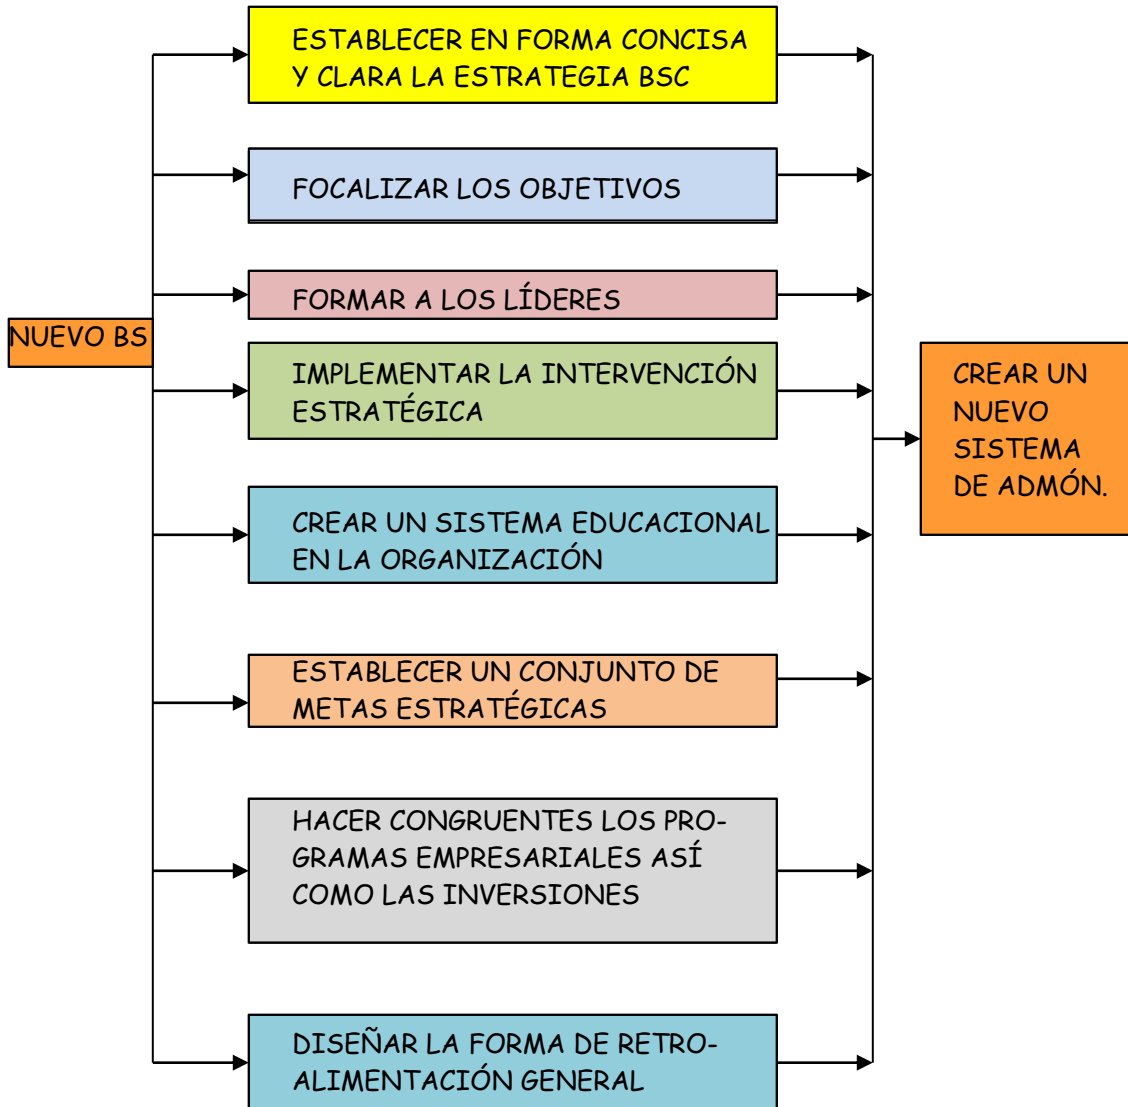 ESTABLECER EN FORMA CONCISA
Y CLARA LA ESTRATEGIA BSC
FOCALIZAR LOS OBJETIVOS
FORMAR A LOS LÍDERES
NUEVO BS
IMPLEMENTAR LA INTERVENCIÓN
ESTRATÉGICA
CREAR UN
NUEVO
SISTEMA
DE ADMÓN.
CREAR UN SISTEMA EDUCACIONAL
EN LA ORGANIZACIÓN
ESTABLECER UN CONJUNTO DE
METAS ESTRATÉGICAS
HACER CONGRUENTES LOS PRO-
GRAMAS EMPRESARIALES ASÍ
COMO LAS INVERSIONES
DISEÑAR LA FORMA DE RETRO-
ALIMENTACIÓN GENERAL